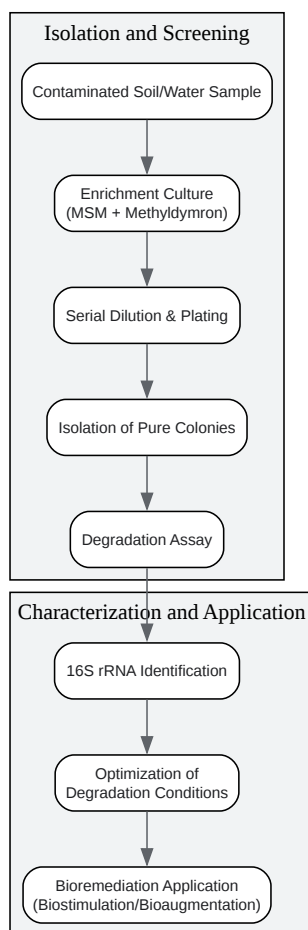 Isolation and Screening
Contaminated Soil/Water Sample
Enrichment Culture
(MSM + Methyldymron)
Serial Dilution & Plating
Isolation of Pure Colonies
Degradation Assay
Characterization and Application
16S rRNA Identification
Optimization of
Degradation Conditions
Bioremediation Application
(Biostimulation/Bioaugmentation)